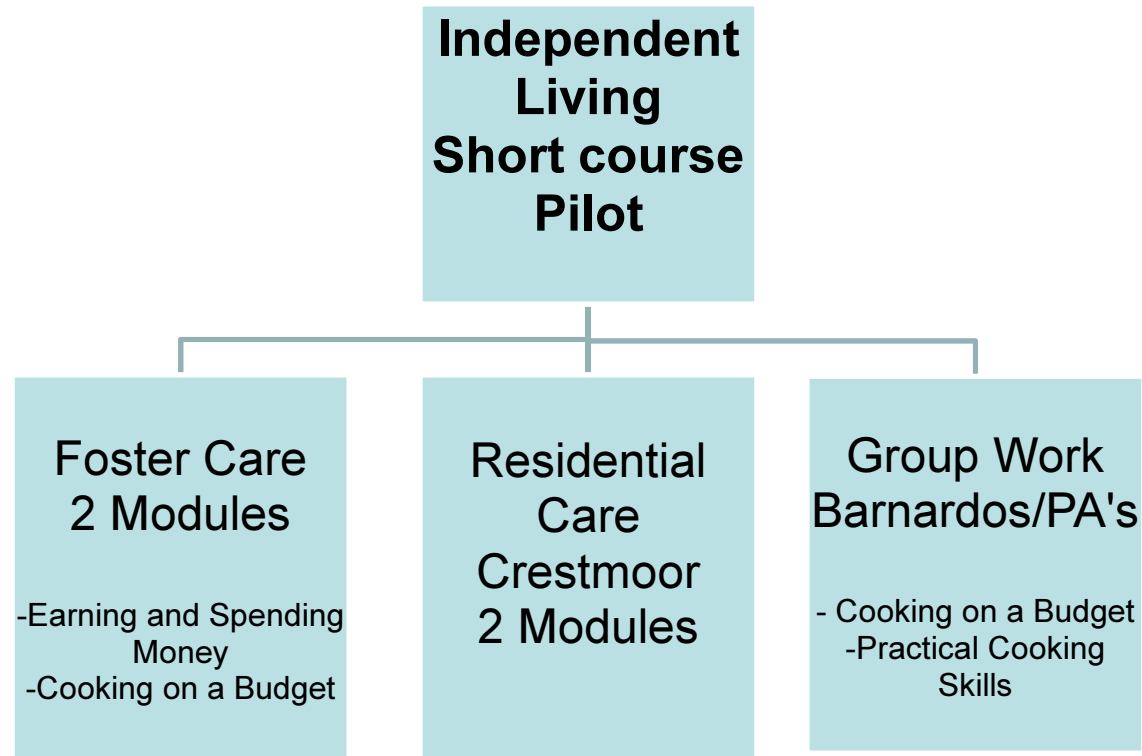 Independent
Living
Short course
Pilot
Foster Care
2 Modules
-Earning and Spending
Money
-Cooking on a Budget
Residential
Care
Crestmoor
2 Modules
Group Work
Barnardos/PA's
- Cooking on a Budget
-Practical Cooking
Skills